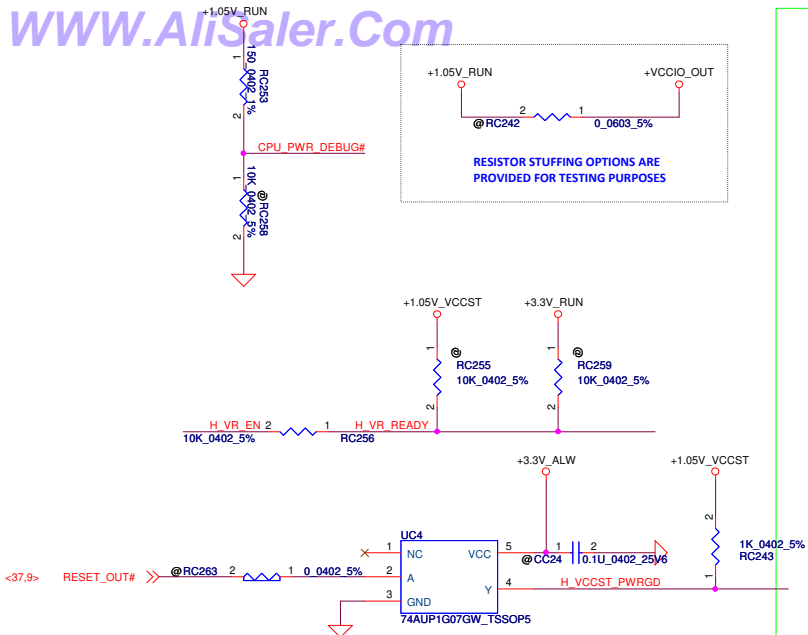 WWW.AliSaler.Com
+1.05V_RUN
1
150_0402_1%
RC253
2
CPU_PWR_DEBUG#
1
10K_0402_5%
@RC258
2
+1.05V_RUN
+VCCIO_OUT
2
1
@RC242
0_0603_5%
RESISTOR STUFFING OPTIONS ARE
PROVIDED FOR TESTING PURPOSES
+1.05V_VCCST
+3.3V_RUN
1
@
RC255
10K_0402_5%
2
1
@
RC259
10K_0402_5%
2
H_VR_EN
2
1
H_VR_READY
10K_0402_5%
RC256
+3.3V_ALW
+1.05V_VCCST
UC4
1
NC
VCC
5
@CC24
1
2
0.1U_0402_25V6
2
1K_0402_5%
RC243
1
<37,9>
RESET_OUT#
@RC263
2
1
0_0402_5%
2
A
Y
4
H_VCCST_PWRGD
3
GND
74AUP1G07GW_TSSOP5